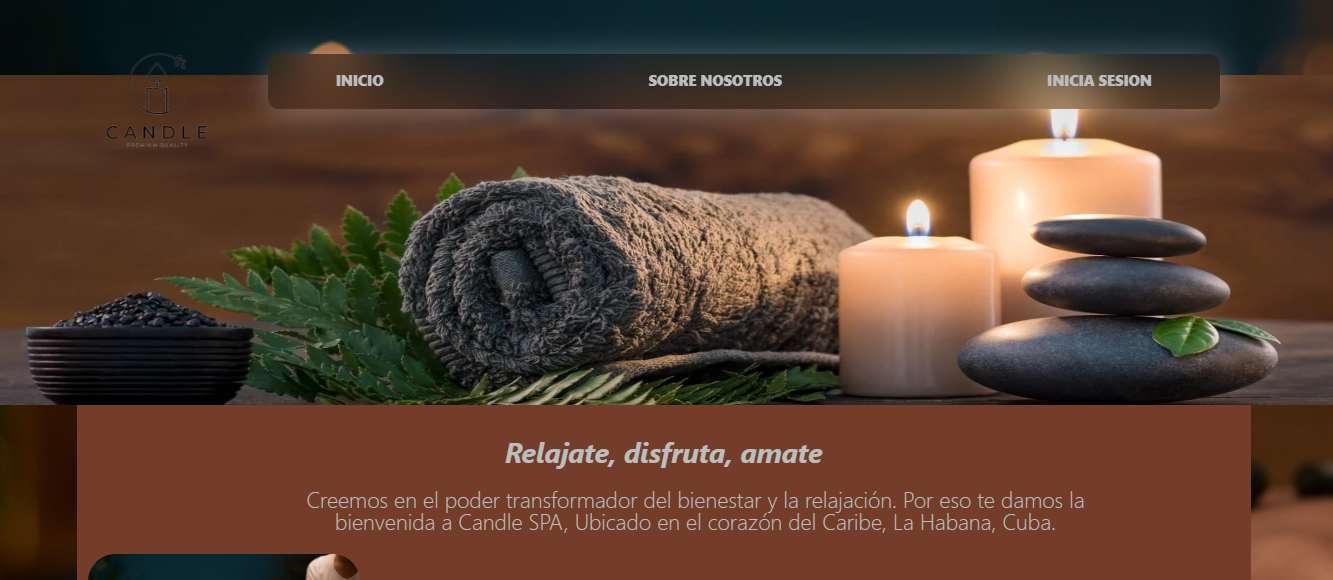 INICIO
SOBRE NOSOTROS
INICIA SESION
CANDLE
PREMIUM QUALITY
Relajate, disfruta, amate
Creemos en el poder transformador del bienestar y la relajación. Por eso te damos la
bienvenida a Candle SPA, Ubicado en el corazón del Caribe, La Habana, Cuba.